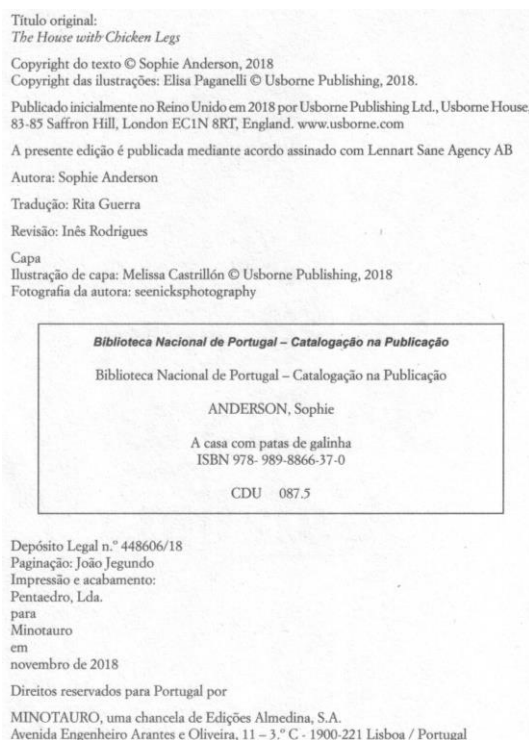 Título original:
The House with Chicken Legs
Copyright do texto © Sophie Anderson, 2018
Copyright das ilustrações: Elisa Paganelli © Usborne Publishing, 2018.
Publicado inicialmente no Reino Unido em 2018 por Usborne Publishing Ltd., Usborne House
83-85 Saffron Hill, London EC1N 8RT, England. www.usborne.com
A presente edição é publicada mediante acordo assinado com Lennart Sane Agency AB
Autora: Sophie Anderson
Tradução: Rita Guerra
Revisão: Inês Rodrigues
Capa
Ilustração de capa: Melissa Castrillón © Usborne Publishing, 2018
Fotografia da autora: seenicksphotography
Biblioteca Nacional de Portugal – Catalogação na Publicação
Biblioteca Nacional de Portugal – Catalogação na Publicação
ANDERSON, Sophie
A casa com patas de galinha
ISBN 978- 989-8866-37-0
CDU 087.5
Depósito Legal n.º 448606/18
Paginação: João Jegundo
Impressão e acabamento:
Pentaedro, Lda.
para
Minotauro
em
novembro de 2018
Direitos reservados para Portugal por
MINOTAURO, uma chancela de Edições Almedina, S.A.
Avenida Engenheiro Arantes e Oliveira, 11 – 3.º C - 1900-221 Lisboa / Portugal